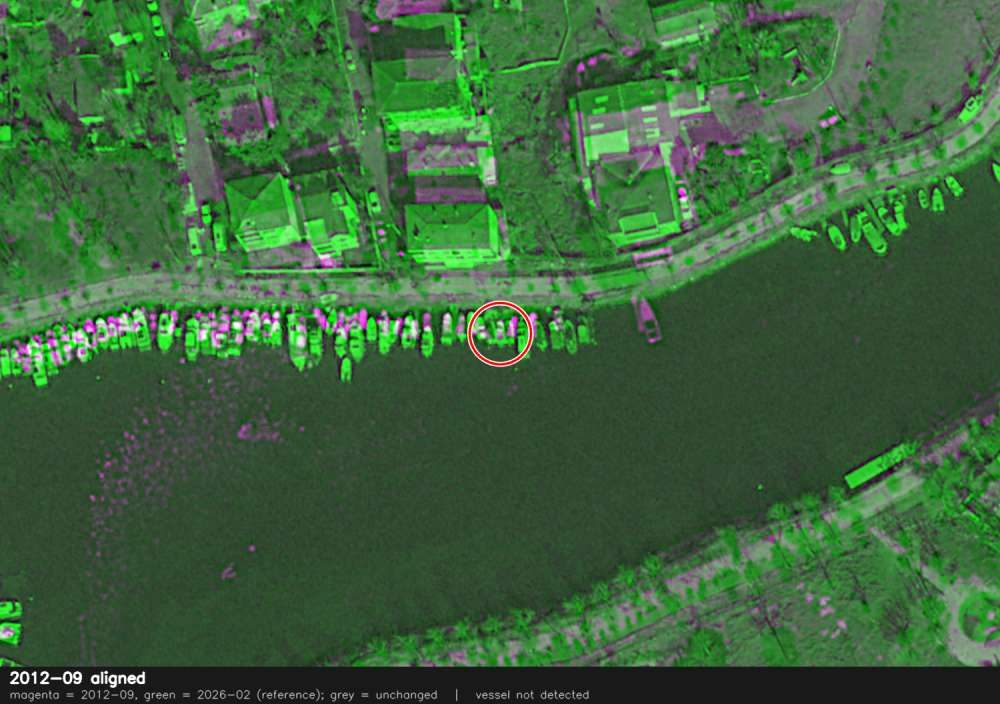 2012-09 aligned
magenta = 2012-09, green = 2026-02 (reference); grey = unchanged | vessel not detected